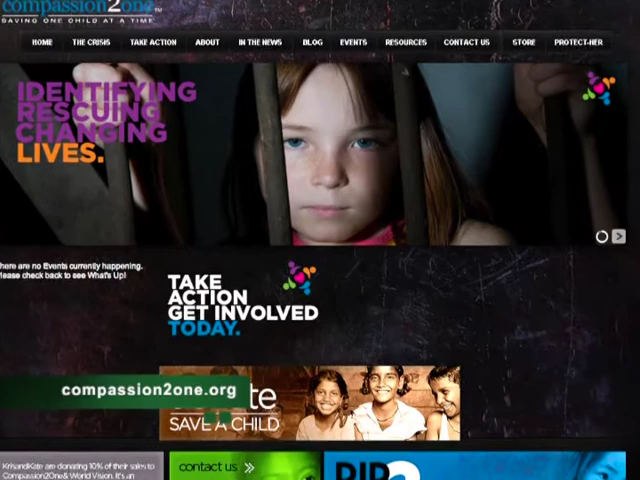 compassion2one™
SAVING ONE CHILD AT A TIME
HOME THE CRISIS TAKE ACTION ABOUT IN THE NEWS BLOG EVENTS RESOURCES CONTACT US STORE PROTECT-HER
IDENTIFYING
RESCUING
CHANGING
LIVES.
here are no Events currently happening.
lease check back to see What's Up!
TAKE
ACTION
GET INVOLVED
TODAY.
compassion2one.org
te
SAVE A CHILD
KrisandKate are donating 10% of their sales to
Compassion2One& World Vision. It's an
contact us »